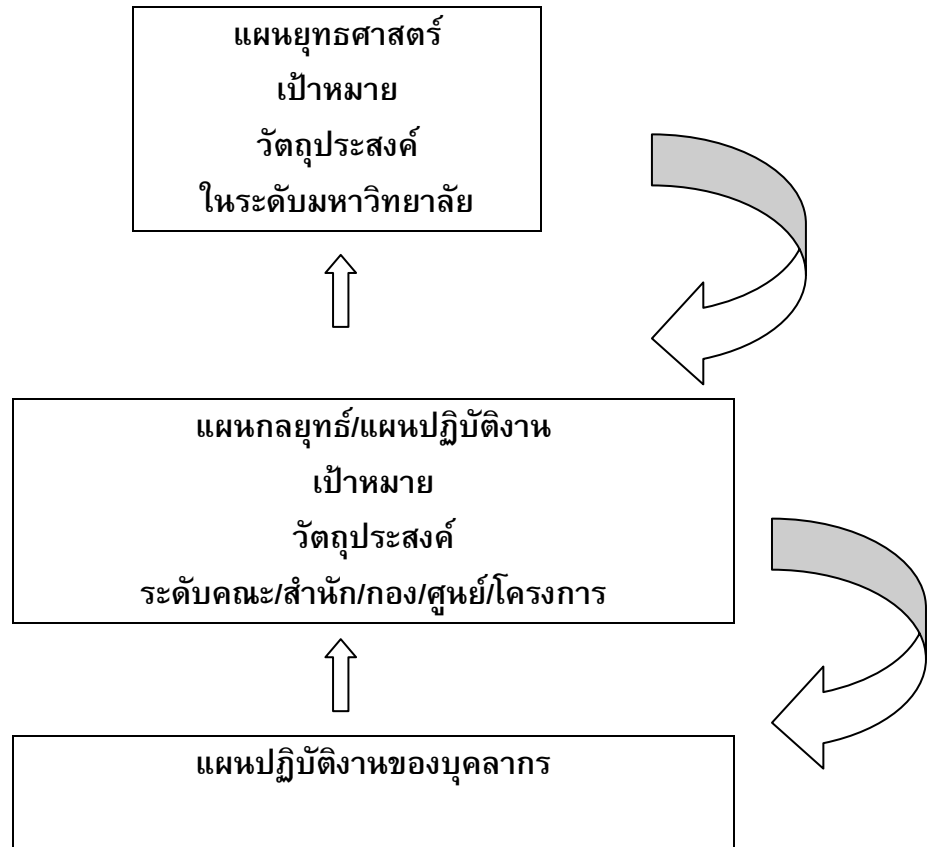 แผนยุทธศาสตร์
เป้าหมาย
วัตถุประสงค์
ในระดับมหาวิทยาลัย
แผนกลยุทธ์/แผนปฏิบัติงาน
เป้าหมาย
วัตถุประสงค์
ระดับคณะ/สำนัก/กอง/ศูนย์/โครงการ
แผนปฏิบัติงานของบุคลากร